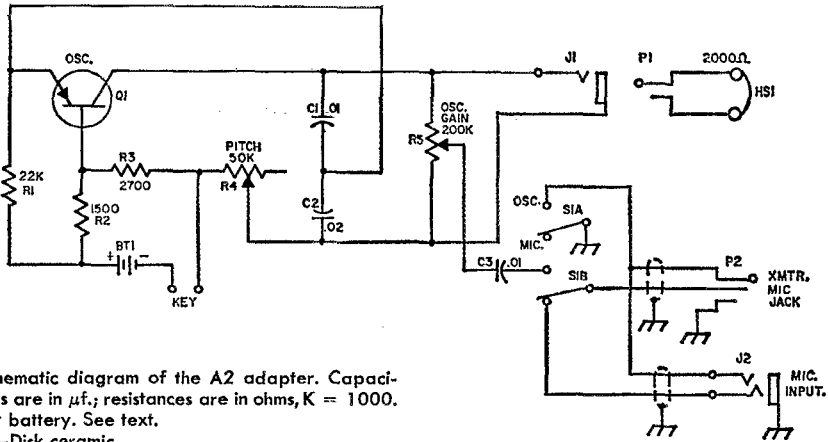 OSC.
Q1
22K
R1
R3
2700
1500
R2
BT1
+
-
KEY
PITCH
50K
R4
C1 .01
C2
.02
OSC.
GAIN
200K
R5
C3 .01
J1
P1
2000Ω
HS1
OSC.
S1A
MIC.
S1B
P2
XMTR.
MIC
JACK
J2
MIC.
INPUT.
hematic diagram of the A2 adapter. Capaci-
s are in μf.; resistances are in ohms, K = 1000.
battery. See text.
—Disk ceramic